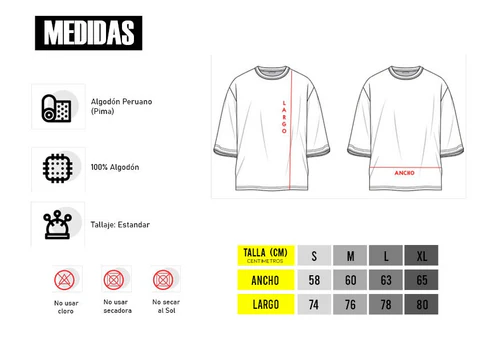 MEDIDAS
Algodón Peruano
(Pima)
100% Algodón
Tallaje: Estandar
No usar
cloro
No usar
secadora
No secar
al Sol
LARGO
ANCHO
TALLA (CM) S M L XL
CENTIMETROS
ANCHO 58 60 63 65
LARGO 74 76 78 80